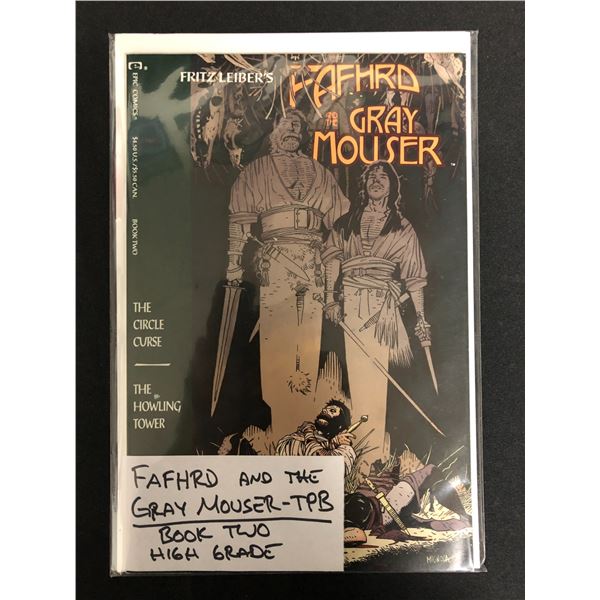 EPIC COMICS®
$4.50 U.S./$5.50 CAN.
BOOK TWO
FRITZ LEIBER'S
FAFHRD
AND THE
GRAY
MOUSER
THE
CIRCLE
CURSE
THE
HOWLING
TOWER
MIGNOLA
FAFHRD AND THE
GRAY MOUSER-TPB
BOOK TWO
HIGH GRADE